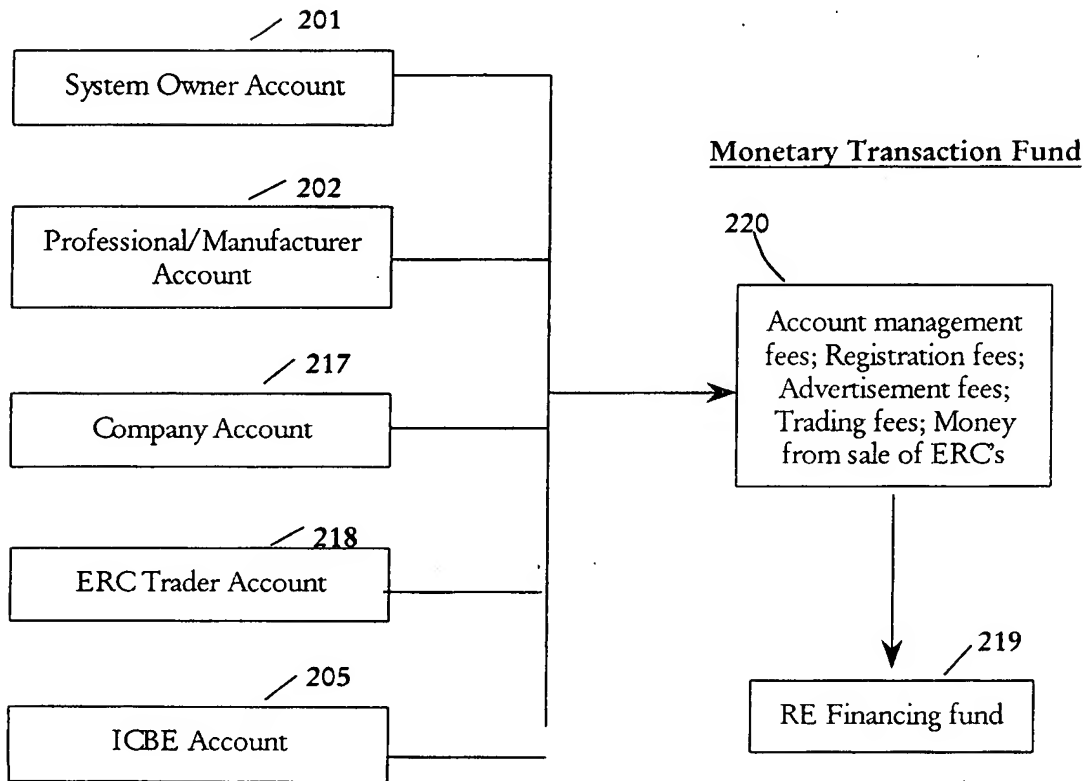 201
System Owner Account
Monetary Transaction Fund
202
Professional/Manufacturer
Account
220
Account management
fees; Registration fees;
Advertisement fees;
Trading fees; Money
from sale of ERC's
217
Company Account
218
ERC Trader Account
219
RE Financing fund
205
ICBE Account